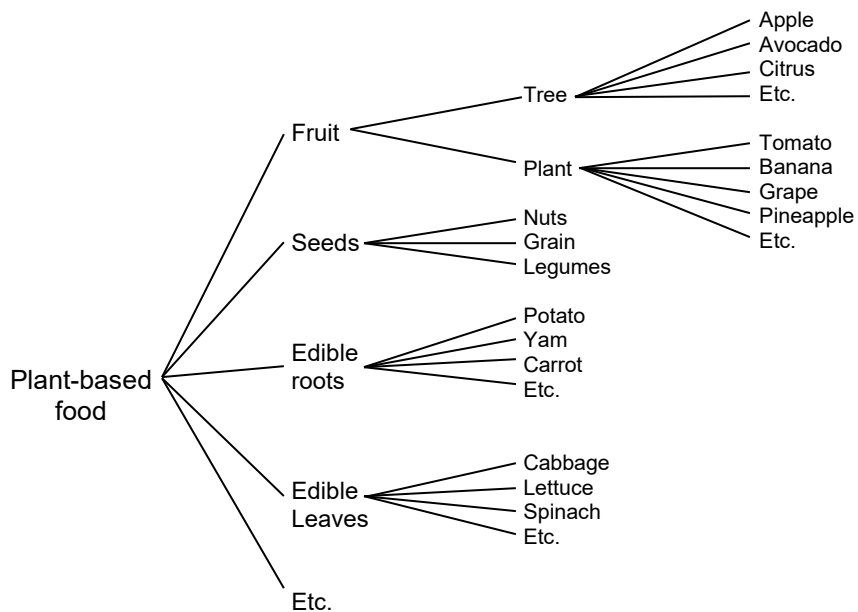 Plant-based
food
Fruit
Tree
Apple
Avocado
Citrus
Etc.
Plant
Tomato
Banana
Grape
Pineapple
Etc.
Seeds
Nuts
Grain
Legumes
Edible
roots
Potato
Yam
Carrot
Etc.
Edible
Leaves
Cabbage
Lettuce
Spinach
Etc.
Etc.